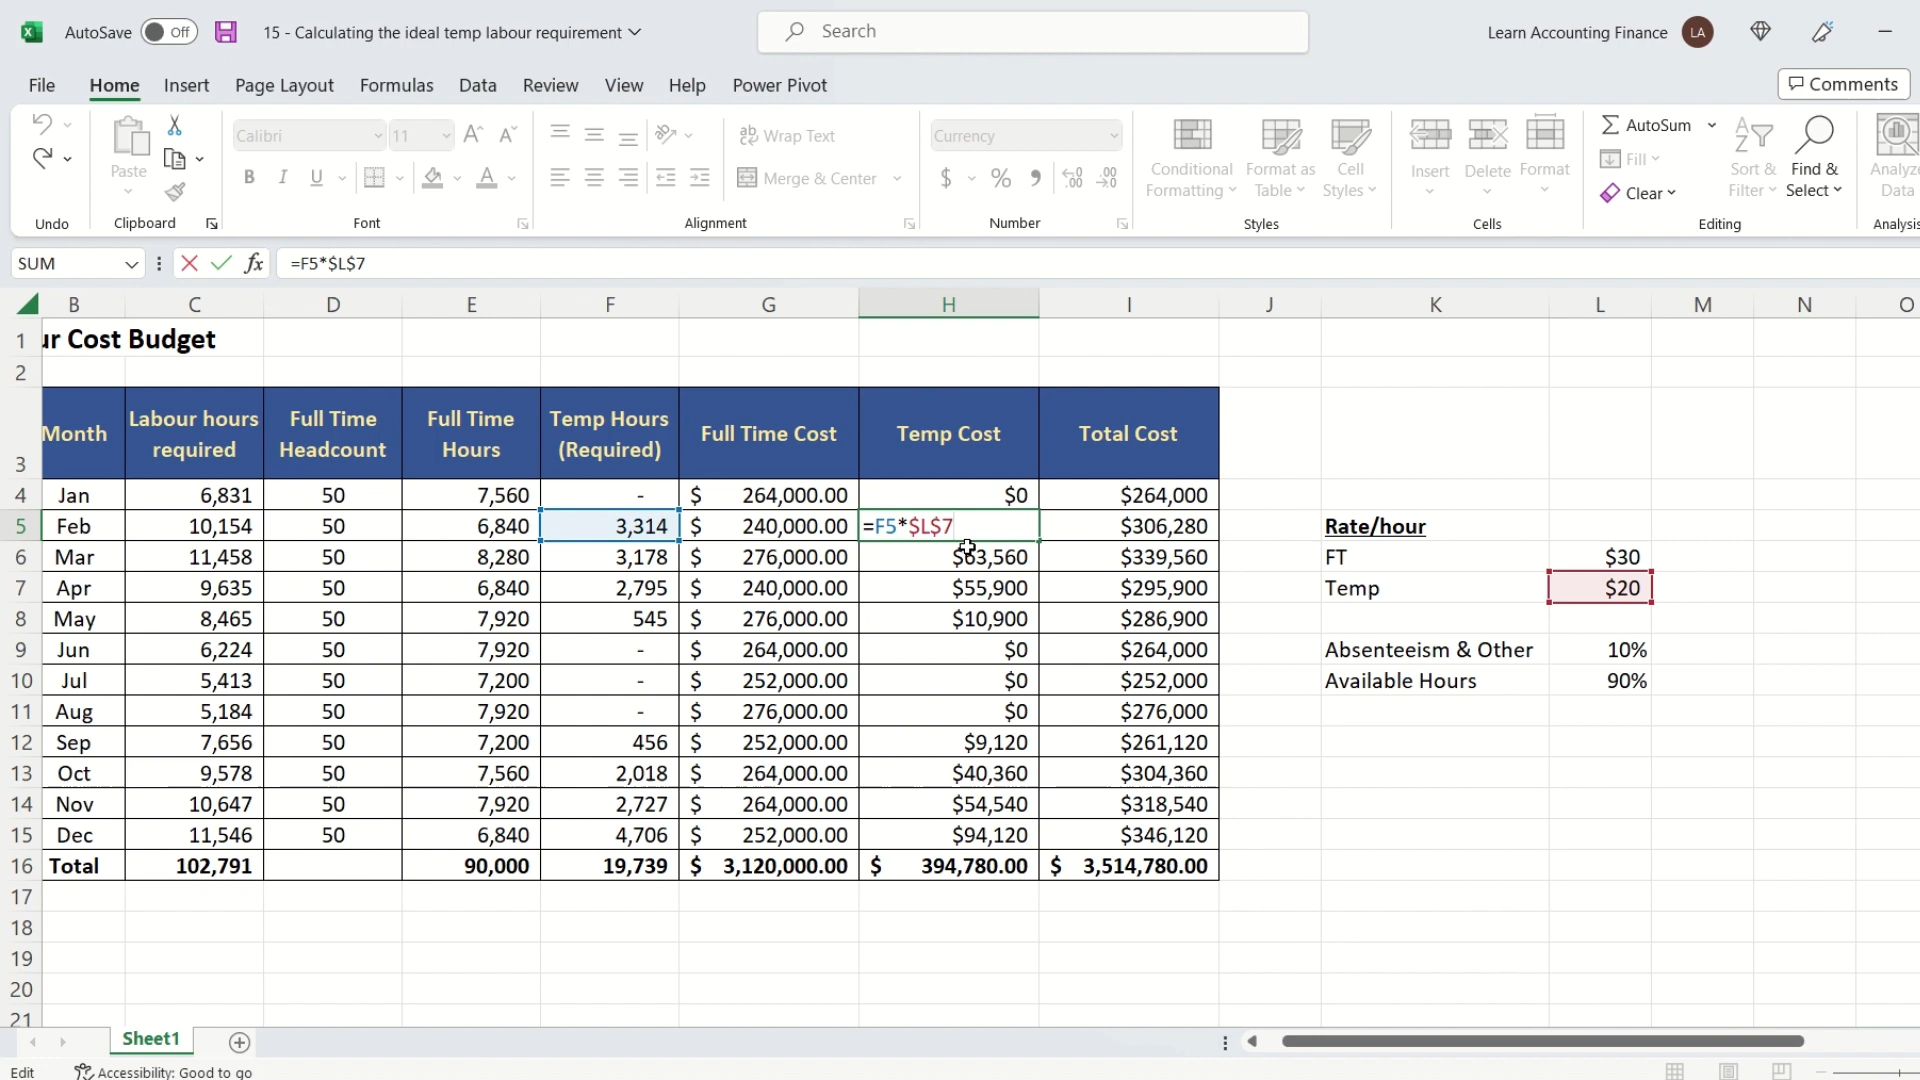 AutoSave Off 15 - Calculating the ideal temp labour requirement Search Learn Accounting Finance LA
File Home Insert Page Layout Formulas Data Review View Help Power Pivot Comments
Paste
Calibri 11
Wrap Text
Merge & Center
Currency
Conditional Formatting
Format as Table
Cell Styles
Insert
Delete
Format
AutoSum
Fill
Clear
Sort & Filter
Find & Select
Analyze Data
Undo Clipboard Font Alignment Number Styles Cells Editing Analysis
SUM fx =F5*$L$7
B C D E F G H I J K L M N O
1 ur Cost Budget
2
3 Month Labour hours required Full Time Headcount Full Time Hours Temp Hours (Required) Full Time Cost Temp Cost Total Cost
4 Jan 6,831 50 7,560 - $ 264,000.00 $0 $264,000
5 Feb 10,154 50 6,840 3,314 $ 240,000.00 =F5*$L$7 $306,280 Rate/hour
6 Mar 11,458 50 8,280 3,178 $ 276,000.00 $63,560 $339,560 FT $30
7 Apr 9,635 50 6,840 2,795 $ 240,000.00 $55,900 $295,900 Temp $20
8 May 8,465 50 7,920 545 $ 276,000.00 $10,900 $286,900
9 Jun 6,224 50 7,920 - $ 264,000.00 $0 $264,000 Absenteeism & Other 10%
10 Jul 5,413 50 7,200 - $ 252,000.00 $0 $252,000 Available Hours 90%
11 Aug 5,184 50 7,920 - $ 276,000.00 $0 $276,000
12 Sep 7,656 50 7,200 456 $ 252,000.00 $9,120 $261,120
13 Oct 9,578 50 7,560 2,018 $ 264,000.00 $40,360 $304,360
14 Nov 10,647 50 7,920 2,727 $ 264,000.00 $54,540 $318,540
15 Dec 11,546 50 6,840 4,706 $ 252,000.00 $94,120 $346,120
16 Total 102,791 90,000 19,739 $ 3,120,000.00 $ 394,780.00 $ 3,514,780.00
17
18
19
20
21
Sheet1
Edit Accessibility: Good to go